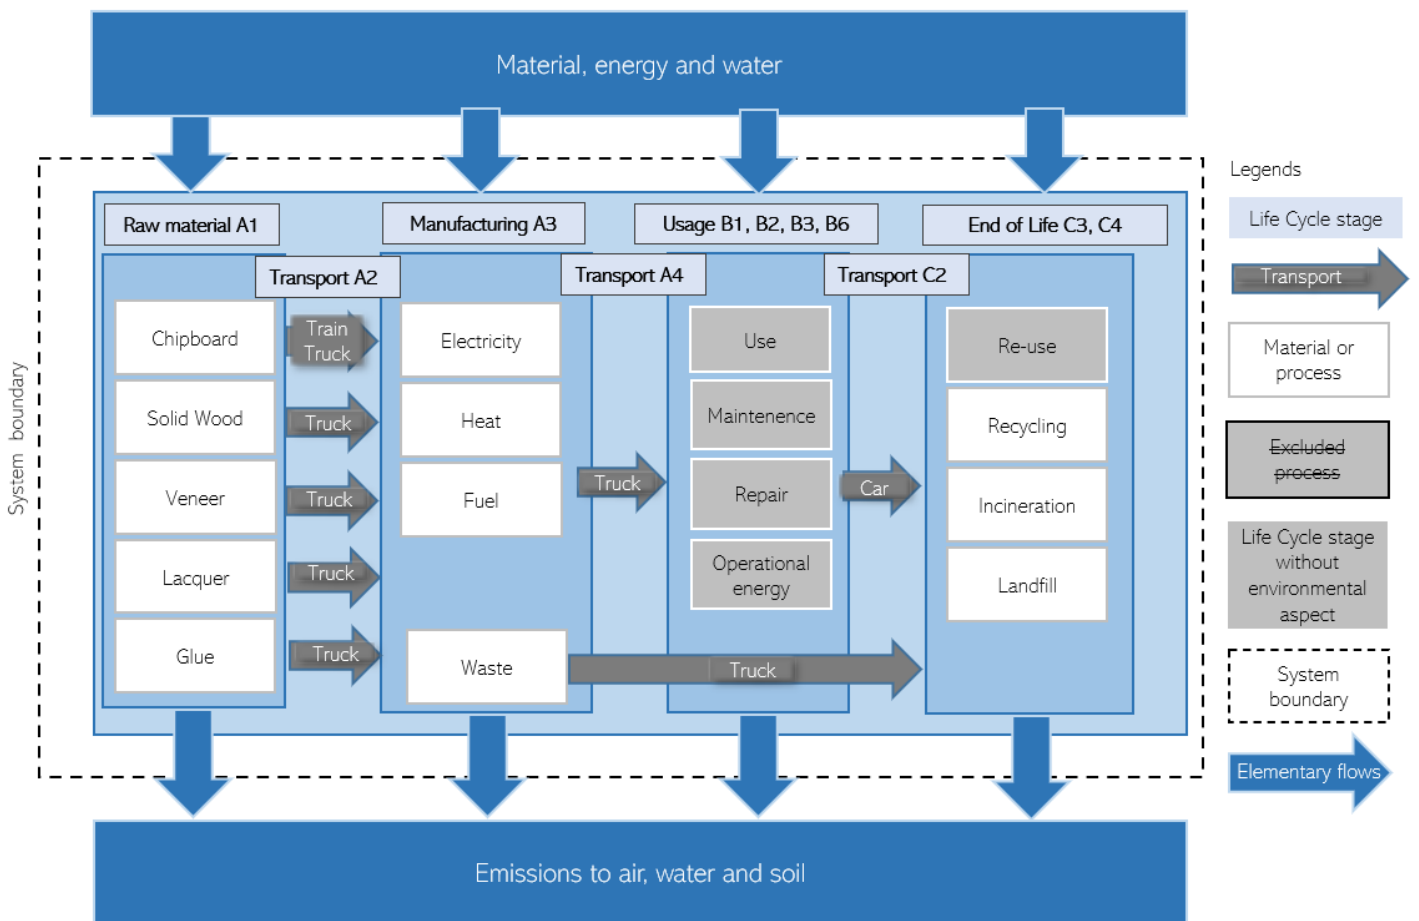 Material, energy and water
System boundary
Raw material A1
Manufacturing A3
Usage B1, B2, B3, B6
End of Life C3, C4
Transport A2
Transport A4
Transport C2
Chipboard
Solid Wood
Veneer
Lacquer
Glue
Train
Truck
Truck
Truck
Truck
Truck
Electricity
Heat
Fuel
Waste
Truck
Use
Maintenence
Repair
Operational
energy
Truck
Car
Re-use
Recycling
Incineration
Landfill
Emissions to air, water and soil
Legends
Life Cycle stage
Transport
Material or
process
Excluded
process
Life Cycle stage
without
environmental
aspect
System
boundary
Elementary flows